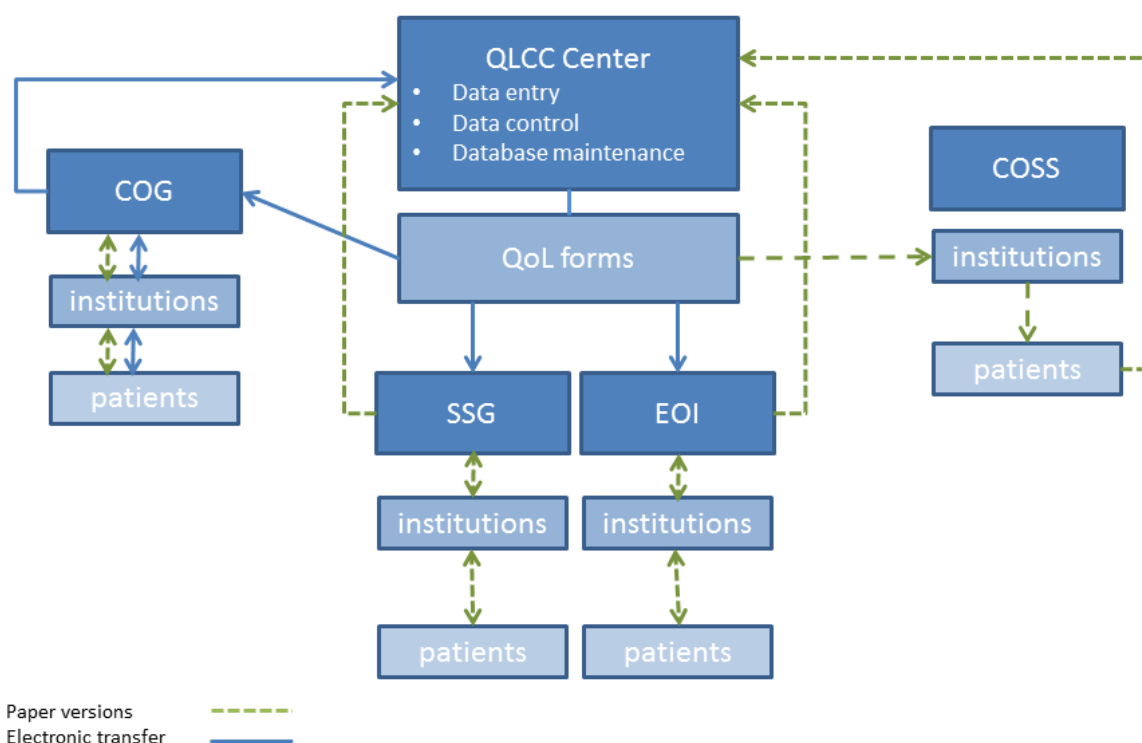 QLCC Center
• Data entry
• Data control
• Database maintenance
COG
institutions
patients
QoL forms
COSS
institutions
patients
SSG
institutions
patients
EOI
institutions
patients
Paper versions
Electronic transfer